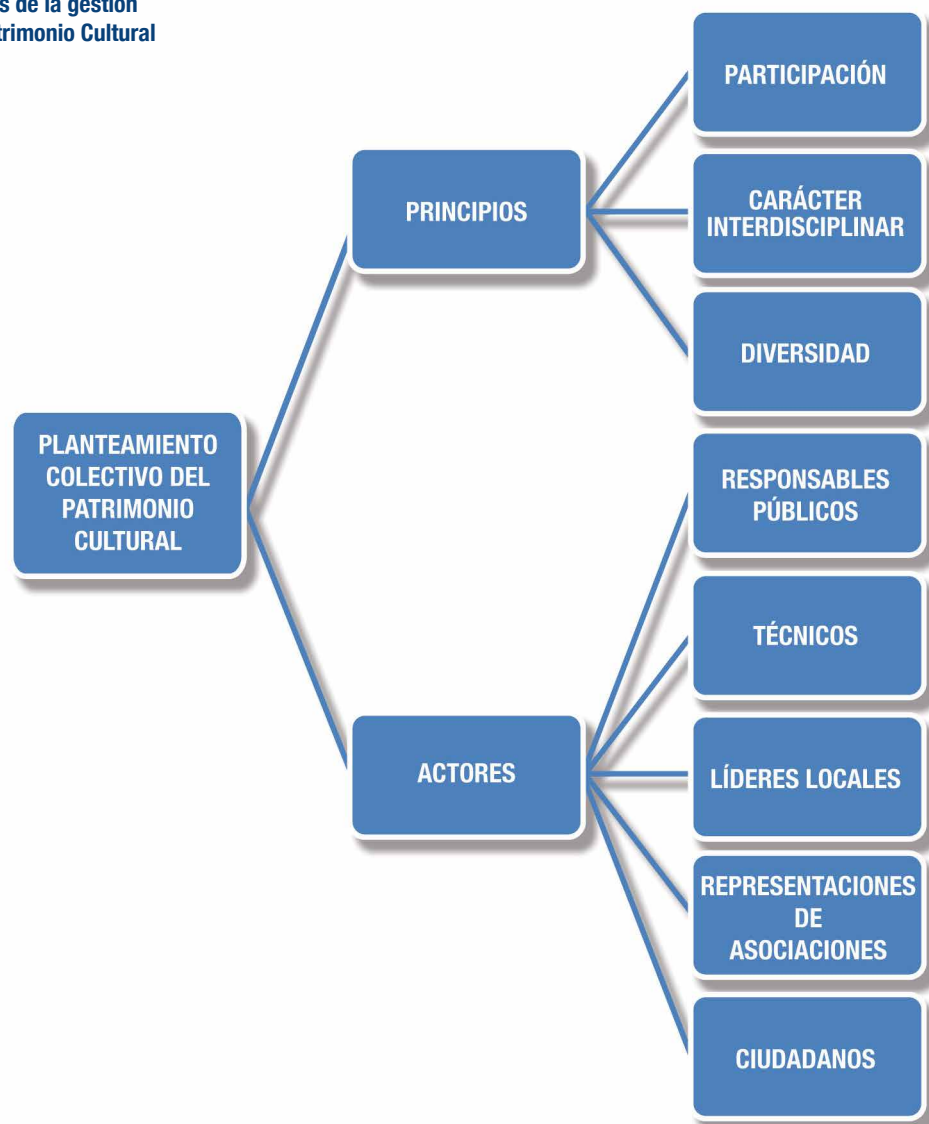 s de la gestión
trimonio Cultural
PARTICIPACIÓN
PRINCIPIOS
CARÁCTER
INTERDISCIPLINAR
DIVERSIDAD
PLANTEAMIENTO
COLECTIVO DEL
PATRIMONIO
CULTURAL
RESPONSABLES
PÚBLICOS
TÉCNICOS
ACTORES
LÍDERES LOCALES
REPRESENTACIONES
DE
ASOCIACIONES
CIUDADANOS